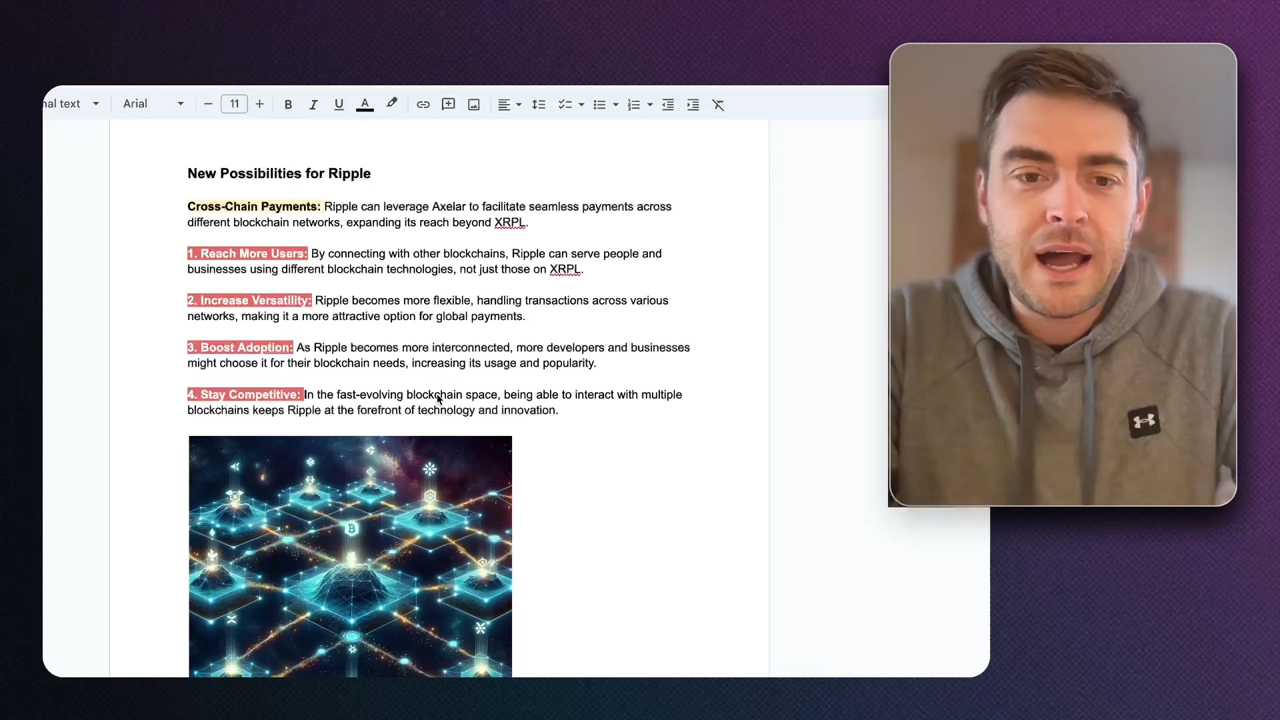 nal text Arial 11 B I U A
New Possibilities for Ripple
Cross-Chain Payments: Ripple can leverage Axelar to facilitate seamless payments across
different blockchain networks, expanding its reach beyond XRPL.
1. Reach More Users: By connecting with other blockchains, Ripple can serve people and
businesses using different blockchain technologies, not just those on XRPL.
2. Increase Versatility: Ripple becomes more flexible, handling transactions across various
networks, making it a more attractive option for global payments.
3. Boost Adoption: As Ripple becomes more interconnected, more developers and businesses
might choose it for their blockchain needs, increasing its usage and popularity.
4. Stay Competitive: In the fast-evolving blockchain space, being able to interact with multiple
blockchains keeps Ripple at the forefront of technology and innovation.